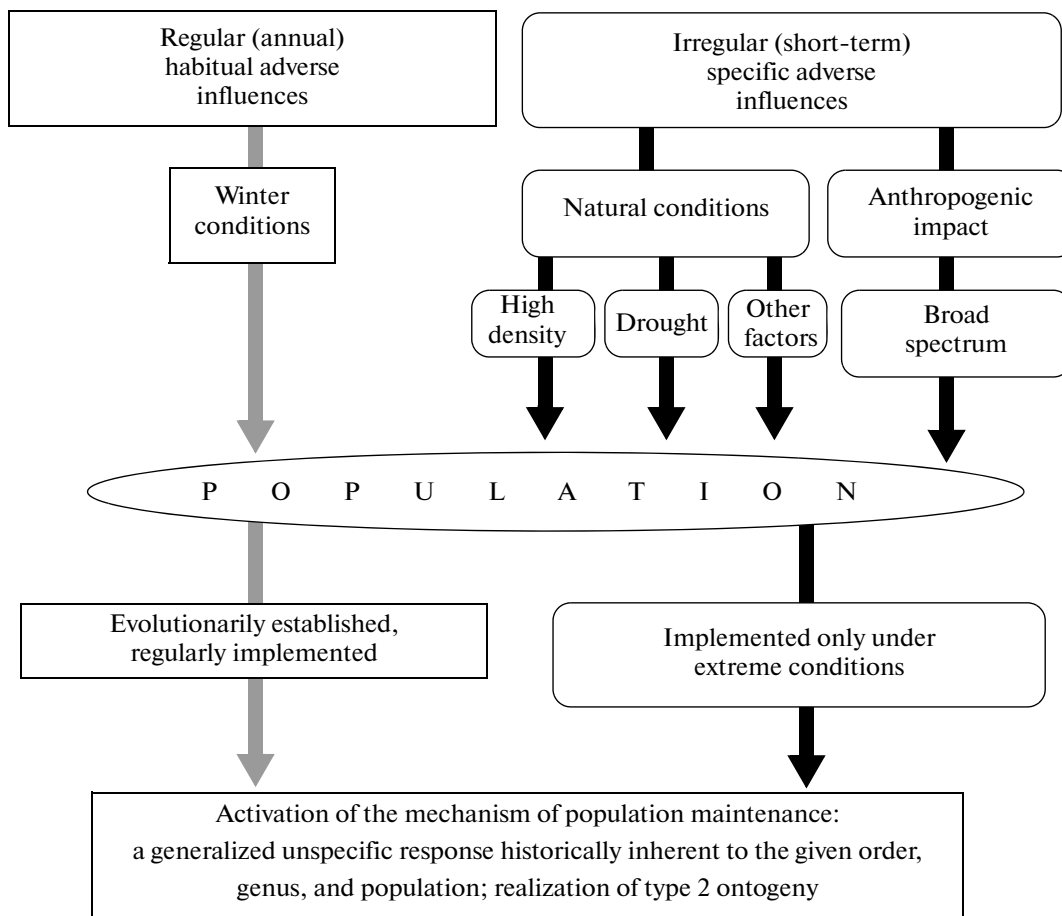 Regular (annual)
habitual adverse
influences
Irregular (short-term)
specific adverse
influences
Winter
conditions
Natural conditions
Anthropogenic
impact
High
density
Drought
Other
factors
Broad
spectrum
P O P U L A T I O N
Evolutionarily established,
regularly implemented
Implemented only under
extreme conditions
Activation of the mechanism of population maintenance:
a generalized unspecific response historically inherent to the given order,
genus, and population; realization of type 2 ontogeny